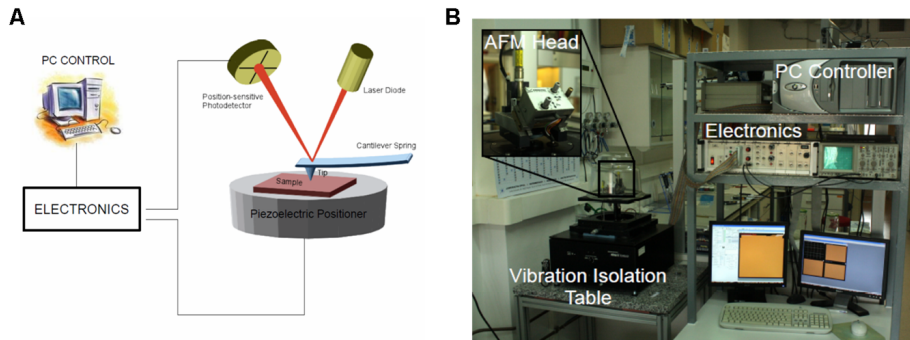 A
PC CONTROL
Position-sensitive
Photodetector
Laser Diode
Cantilever Spring
Tip
Sample
ELECTRONICS
Piezoelectric Positioner
B
AFM Head
PC Controller
Electronics
Vibration Isolation
Table